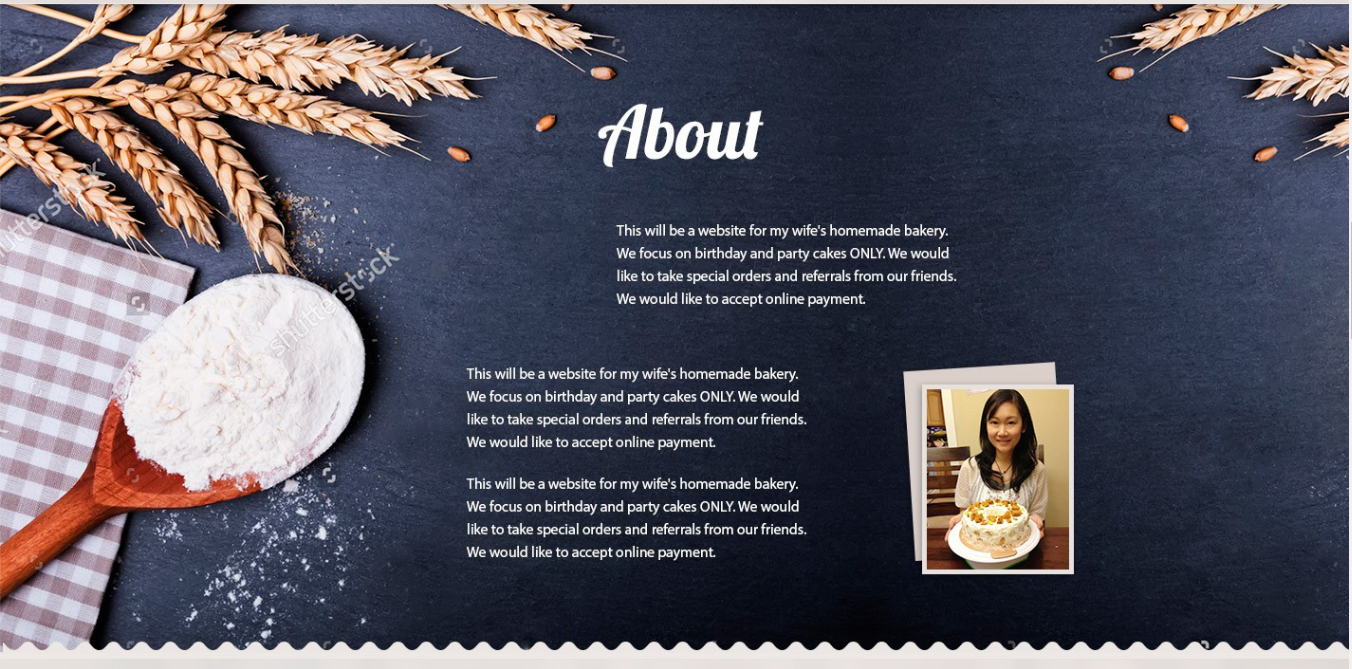 About
This will be a website for my wife's homemade bakery.
We focus on birthday and party cakes ONLY. We would
like to take special orders and referrals from our friends.
We would like to accept online payment.
This will be a website for my wife's homemade bakery.
We focus on birthday and party cakes ONLY. We would
like to take special orders and referrals from our friends.
We would like to accept online payment.
This will be a website for my wife's homemade bakery.
We focus on birthday and party cakes ONLY. We would
like to take special orders and referrals from our friends.
We would like to accept online payment.
shutterstock
shutterstock